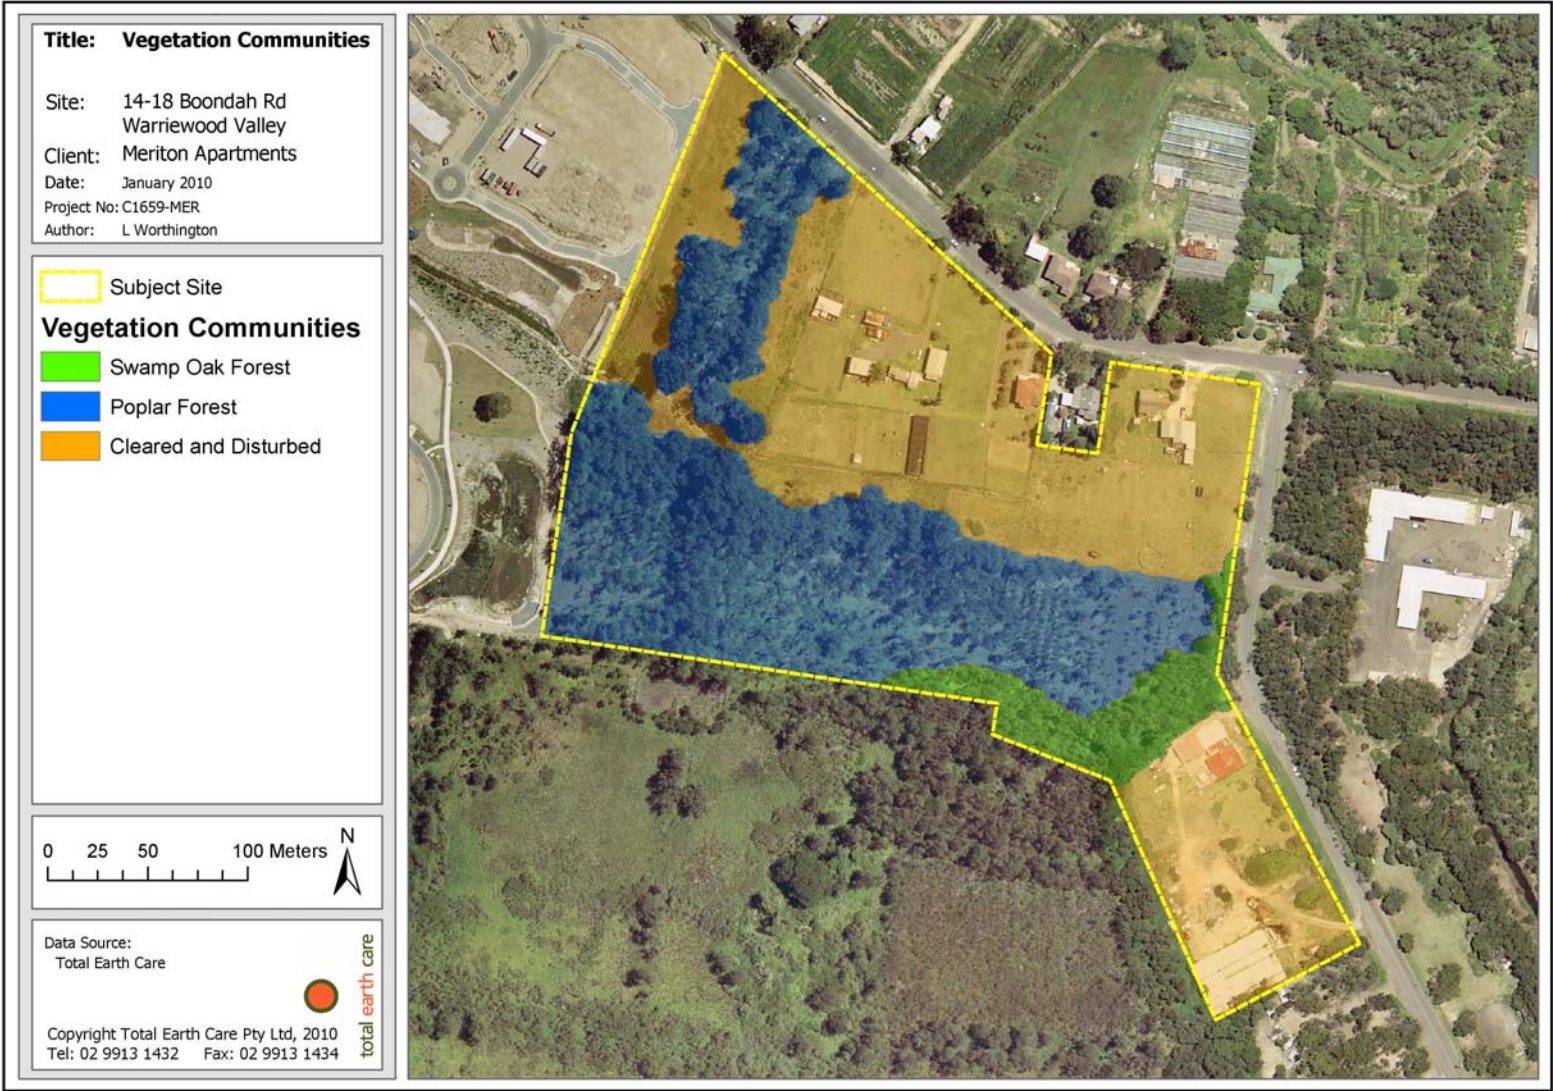 Title: Vegetation Communities
Site: 14-18 Boondah Rd
Warriewood Valley
Client: Meriton Apartments
Date: January 2010
Project No: C1659-MER
Author: L Worthington
Subject Site
Vegetation Communities
Swamp Oak Forest
Poplar Forest
Cleared and Disturbed
0 25 50 100 Meters
N
Data Source:
Total Earth Care
total earth care
Copyright Total Earth Care Pty Ltd, 2010
Tel: 02 9913 1432 Fax: 02 9913 1434